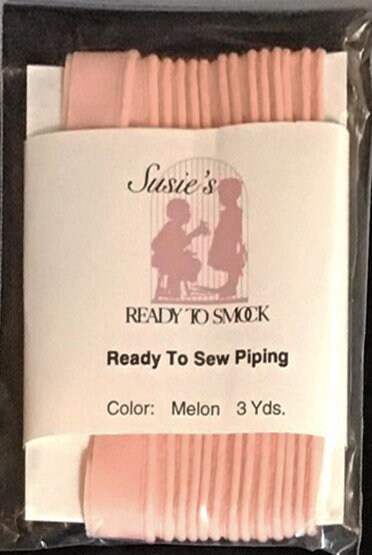 Susie's
READY TO SMOCK
Ready To Sew Piping
Color: Melon 3 Yds.